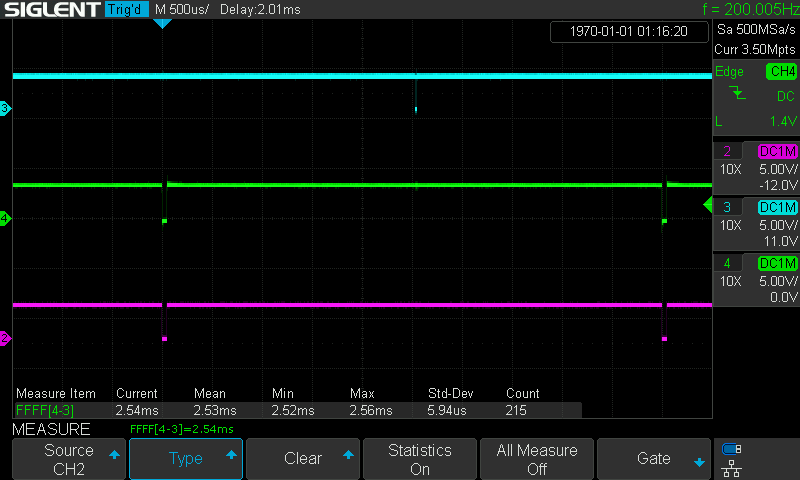 SIGLENT Trig'd M 500us/ Delay:2.01ms f = 200.005Hz
1970-01-01 01:16:20
Sa 500MSa/s
Curr 3.50Mpts
Edge CH4
DC
L 1.4V
2 DC1M
10X 5.00V/
-12.0V
3 DC1M
10X 5.00V/
11.0V
4 DC1M
10X 5.00V/
0.0V
3
4
2
Measure Item Current Mean Min Max Std-Dev Count
FFFF[4-3] 2.54ms 2.53ms 2.52ms 2.56ms 5.94us 215
MEASURE FFFF[4-3]=2.54ms
Source Type Clear Statistics All Measure Gate
CH2 On Off